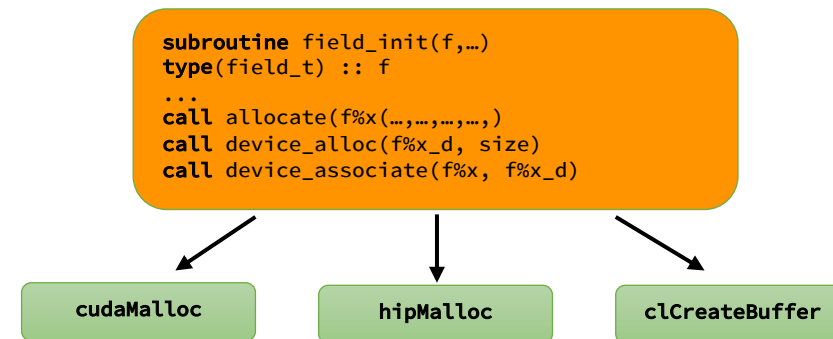 subroutine field_init(f,…)
type(field_t) :: f
...
call allocate(f%x(…,…,…,…,)
call device_alloc(f%x_d, size)
call device_associate(f%x, f%x_d)
cudaMalloc
hipMalloc
clCreateBuffer